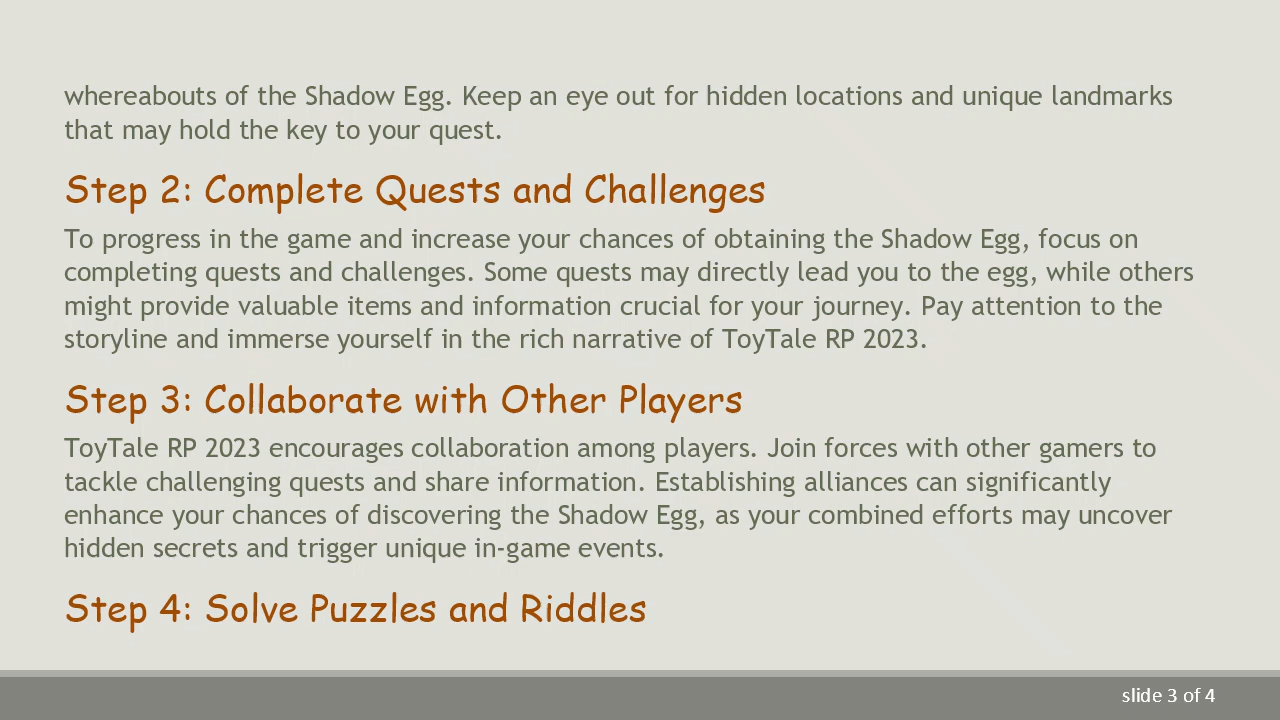 whereabouts of the Shadow Egg. Keep an eye out for hidden locations and unique landmarks
that may hold the key to your quest.
Step 2: Complete Quests and Challenges
To progress in the game and increase your chances of obtaining the Shadow Egg, focus on
completing quests and challenges. Some quests may directly lead you to the egg, while others
might provide valuable items and information crucial for your journey. Pay attention to the
storyline and immerse yourself in the rich narrative of ToyTale RP 2023.
Step 3: Collaborate with Other Players
ToyTale RP 2023 encourages collaboration among players. Join forces with other gamers to
tackle challenging quests and share information. Establishing alliances can significantly
enhance your chances of discovering the Shadow Egg, as your combined efforts may uncover
hidden secrets and trigger unique in-game events.
Step 4: Solve Puzzles and Riddles
slide 3 of 4